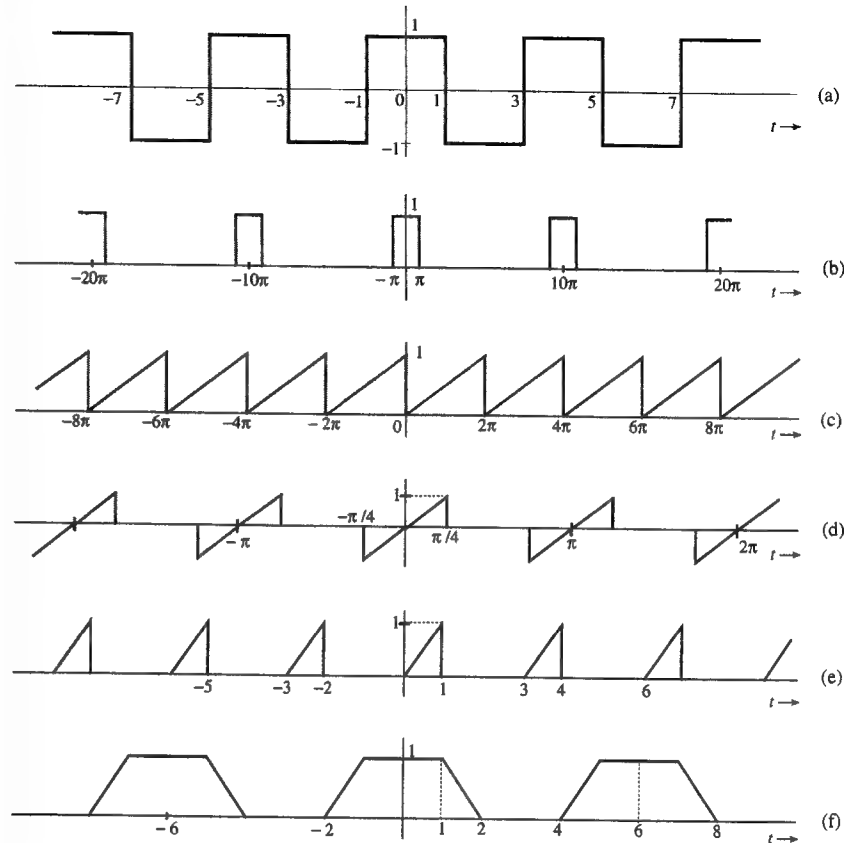 1
−7 −5 −3 −1 0 1 3 5 7 (a)
−1 t →
1
−20π −10π −π π 10π 20π (b)
t →
1
−8π −6π −4π −2π 0 2π 4π 6π 8π t → (c)
1
−π/4
−π π/4 π 2π t → (d)
1
−5 −3 −2 1 3 4 6 (e)
t →
1
−6 −2 1 2 4 6 8 (f)
t →